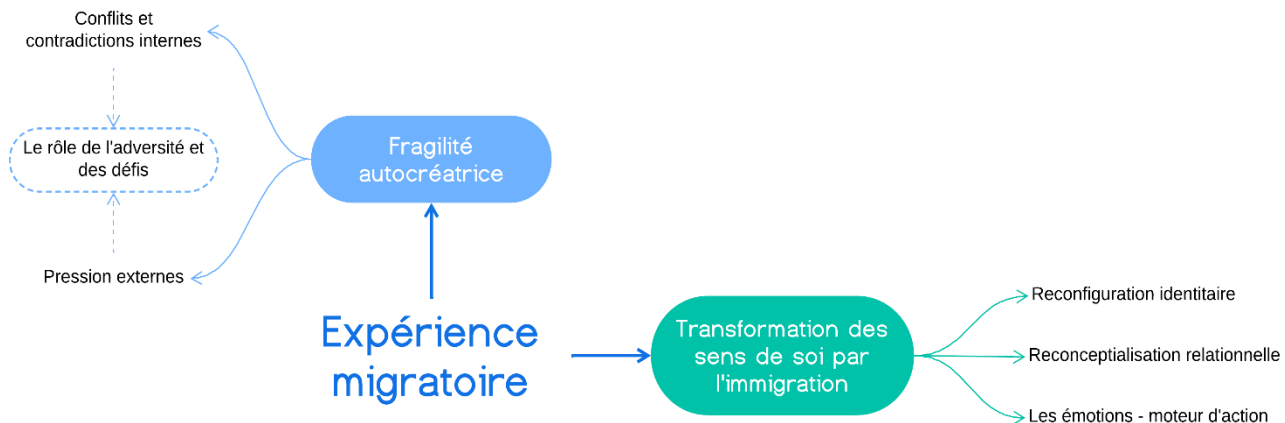 Conflits et
contradictions internes
Le rôle de l'adversité et
des défis
Pression externes
Fragilité
autocréatrice
Expérience
migratoire
Transformation des
sens de soi par
l'immigration
Reconfiguration identitaire
Reconceptialisation relationnelle
Les émotions - moteur d'action